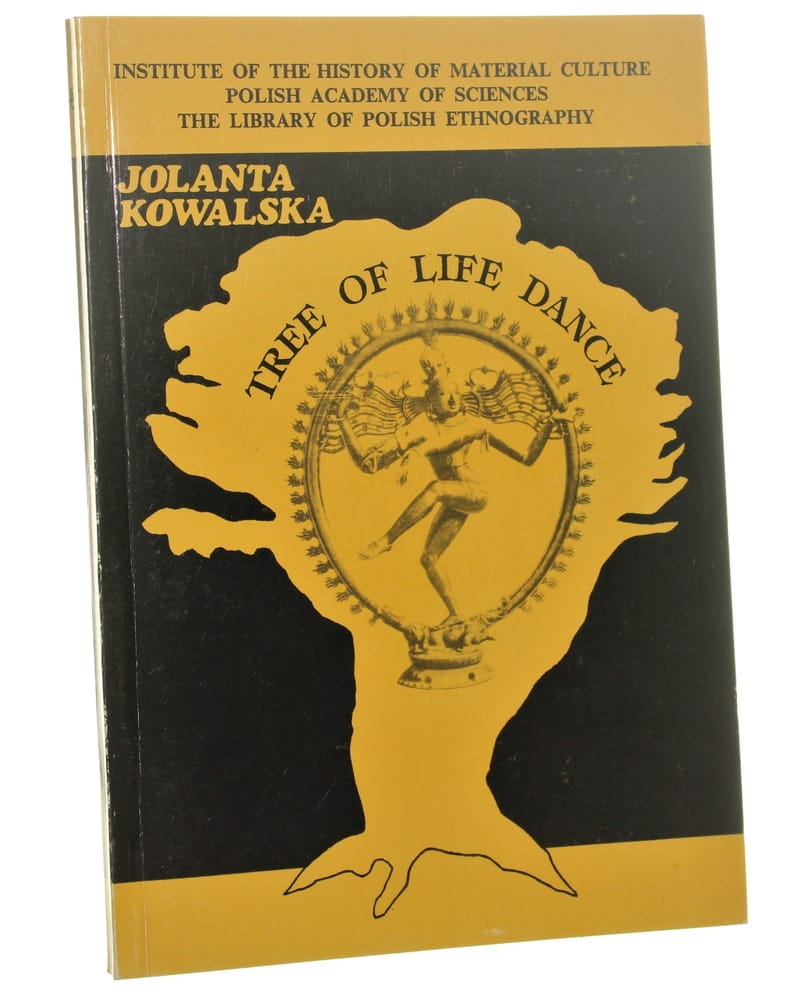 INSTITUTE OF THE HISTORY OF MATERIAL CULTURE
POLISH ACADEMY OF SCIENCES
THE LIBRARY OF POLISH ETHNOGRAPHY
JOLANTA
KOWALSKA
TREE OF LIFE DANCE